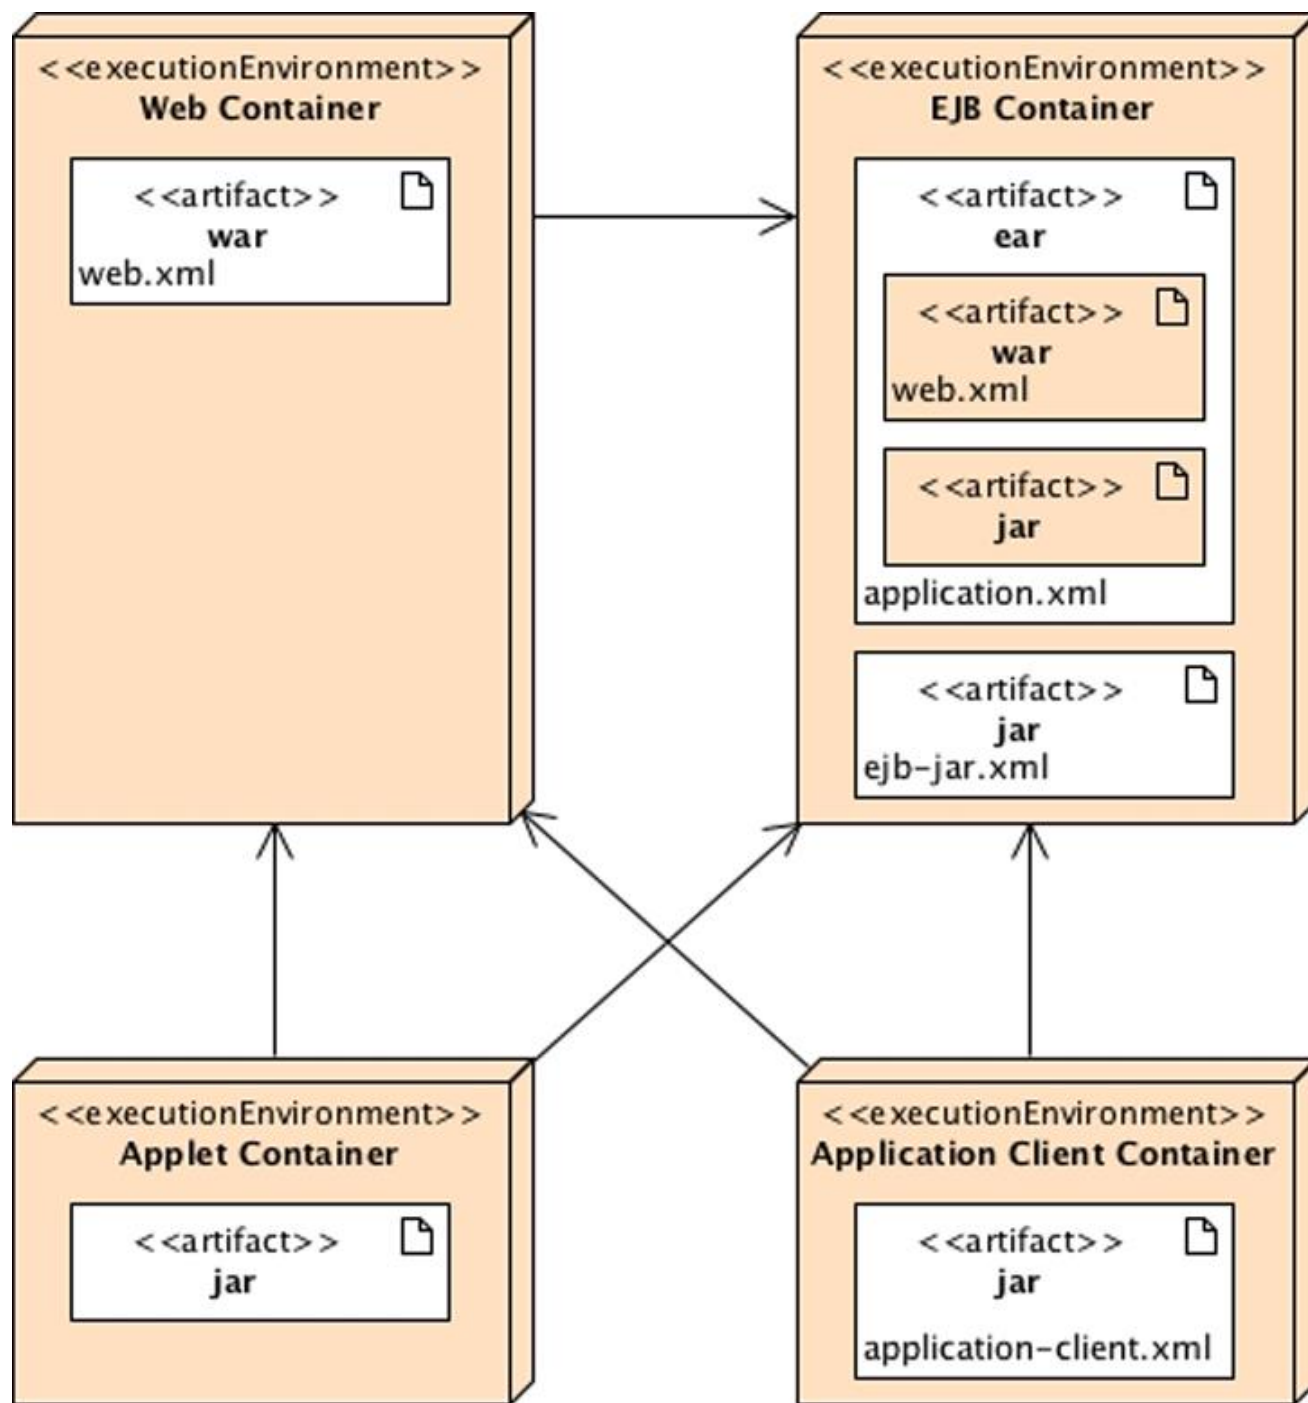 <<executionEnvironment>>
Web Container
<<artifact>>
war
web.xml
<<executionEnvironment>>
EJB Container
<<artifact>>
ear
<<artifact>>
war
web.xml
<<artifact>>
jar
application.xml
<<artifact>>
jar
ejb-jar.xml
<<executionEnvironment>>
Applet Container
<<artifact>>
jar
<<executionEnvironment>>
Application Client Container
<<artifact>>
jar
application-client.xml